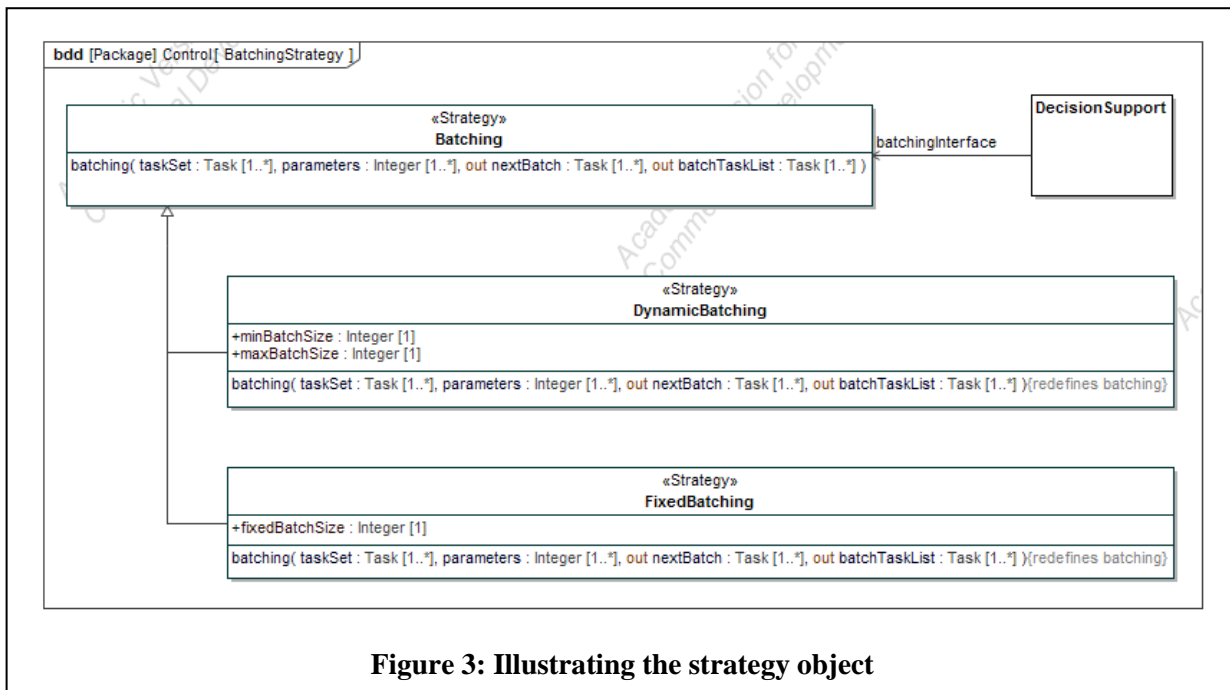 bdd [Package] Control[ BatchingStrategy ]
«Strategy»
Batching
batching( taskSet : Task [1..*], parameters : Integer [1..*], out nextBatch : Task [1..*], out batchTaskList : Task [1..*] )
batchingInterface
DecisionSupport
«Strategy»
DynamicBatching
+minBatchSize : Integer [1]
+maxBatchSize : Integer [1]
batching( taskSet : Task [1..*], parameters : Integer [1..*], out nextBatch : Task [1..*], out batchTaskList : Task [1..*] ){redefines batching}
«Strategy»
FixedBatching
+fixedBatchSize : Integer [1]
batching( taskSet : Task [1..*], parameters : Integer [1..*], out nextBatch : Task [1..*], out batchTaskList : Task [1..*] ){redefines batching}
Figure 3: Illustrating the strategy object